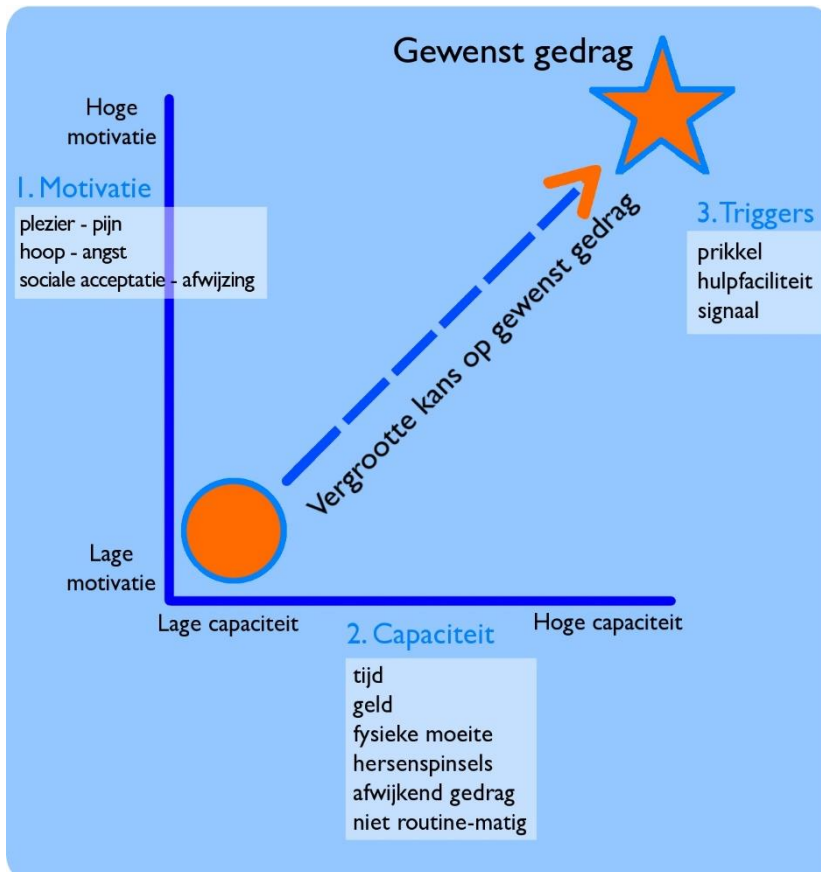 Gewenst gedrag
Hoge
motivatie
1. Motivatie
plezier - pijn
hoop - angst
sociale acceptatie - afwijzing
Vergrootte kans op gewenst gedrag
3. Triggers
prikkel
hulpfaciliteit
signaal
Lage
motivatie
Lage capaciteit
Hoge capaciteit
2. Capaciteit
tijd
geld
fysieke moeite
hersenspinsels
afwijkend gedrag
niet routine-matig